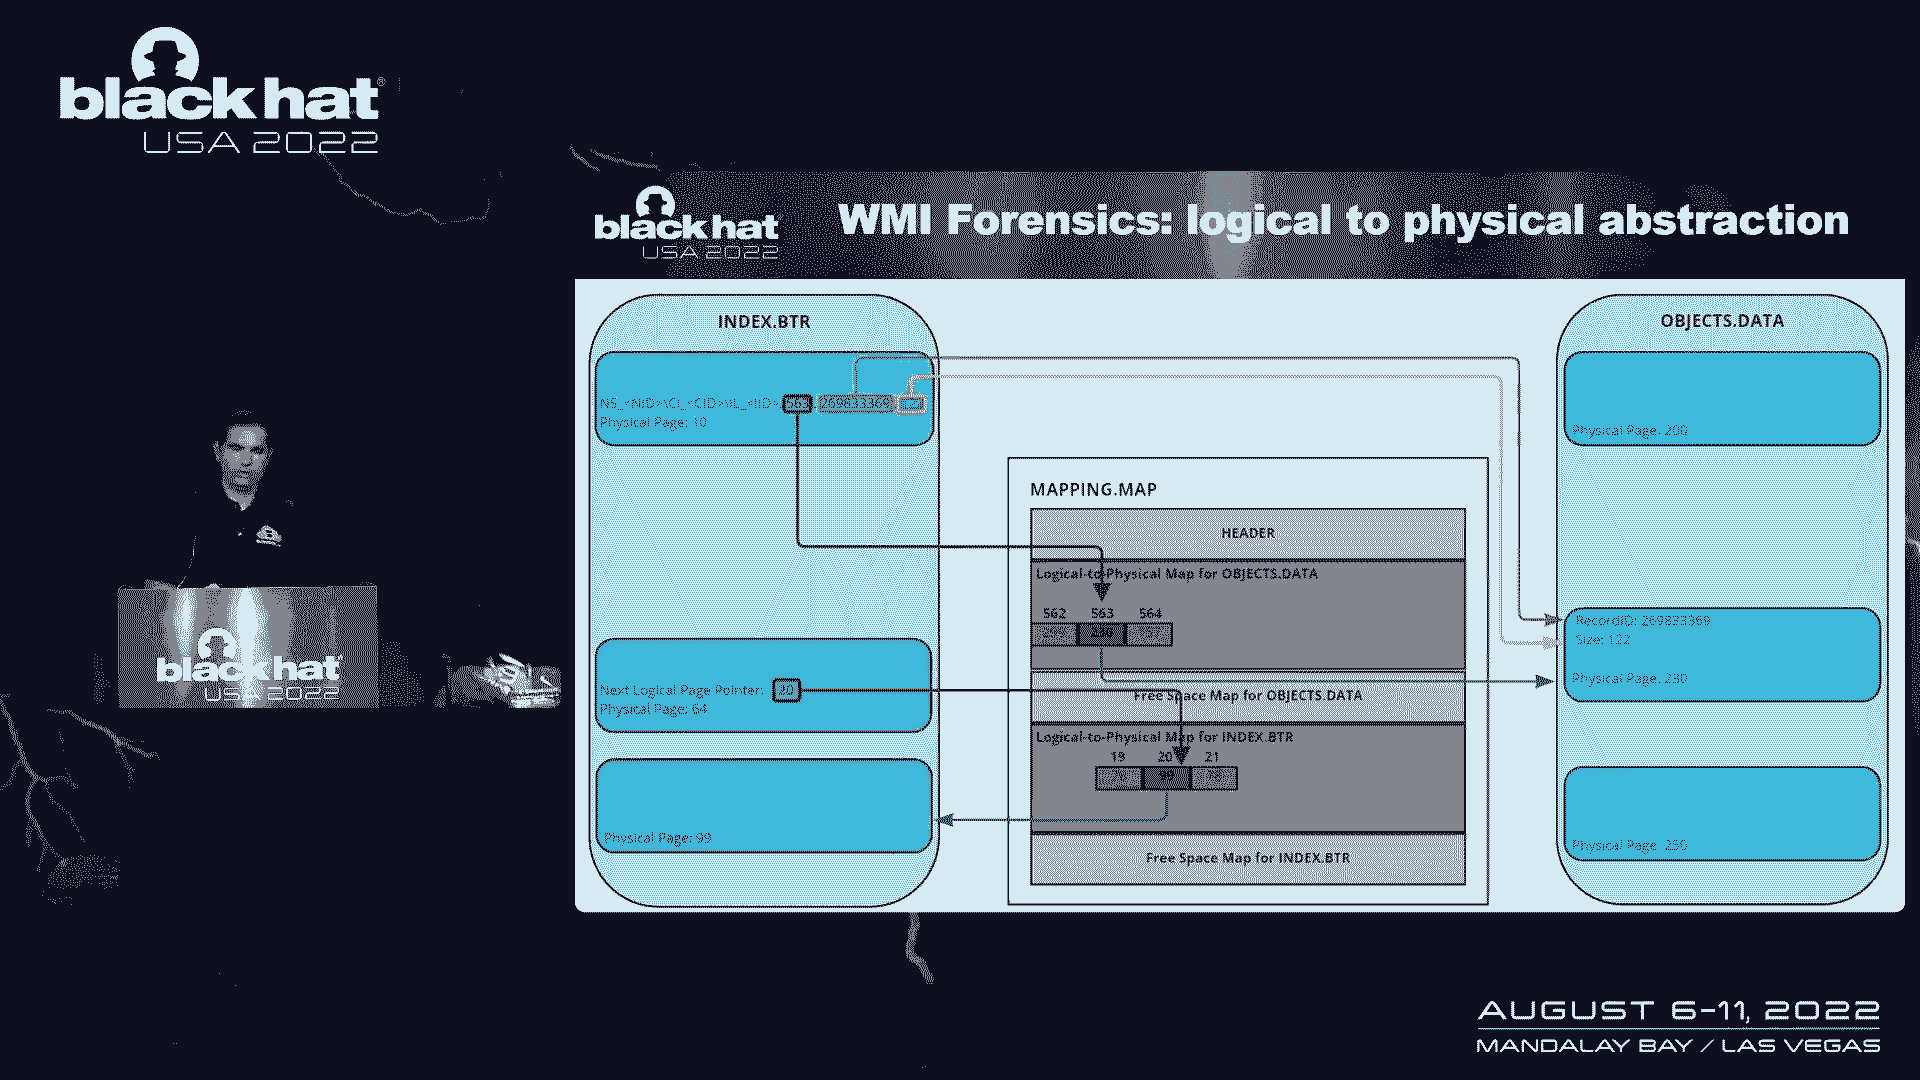 black hat®
USA 2022
black hat
USA 2022
WMI Forensics: logical to physical abstraction
INDEX.BTR
NS_<NID>\CI_<CID>\IL_<IID>.563.269833369.122
Physical Page: 10
Next Logical Page Pointer: 20
Physical Page: 64
Physical Page: 99
MAPPING.MAP
HEADER
Logical-to-Physical Map for OBJECTS.DATA
562 563 564
230
Free Space Map for OBJECTS.DATA
Logical-to-Physical Map for INDEX.BTR
19 20 21
99
Free Space Map for INDEX.BTR
OBJECTS.DATA
Physical Page: 200
RecordID: 269833369
Size: 122
Physical Page: 230
Physical Page: 250
black hat
USA 2022
AUGUST 6-11, 2022
MANDALAY BAY / LAS VEGAS